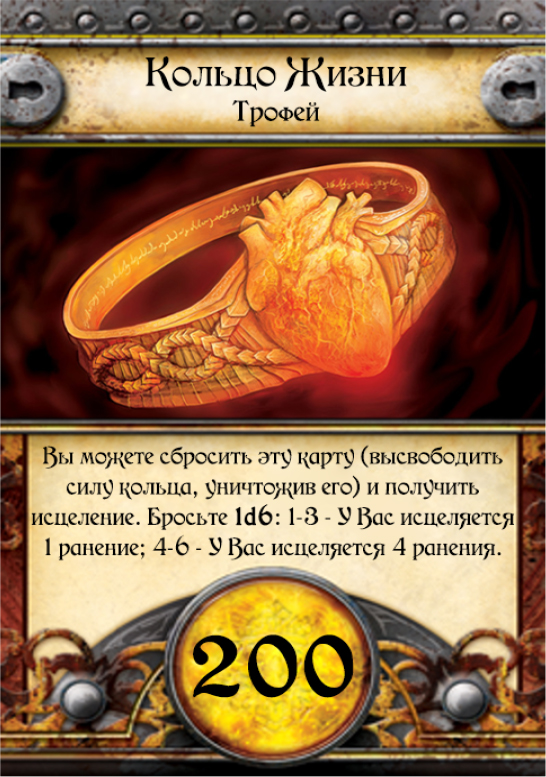 Кольцо Жизни
Трофей
Вы можете сбросить эту карту (высвободить
силу кольца, уничтожив его) и получить
исцеление. Бросьте 1d6: 1-3 - У Вас исцеляется
1 ранение; 4-6 - У Вас исцеляется 4 ранения.
200